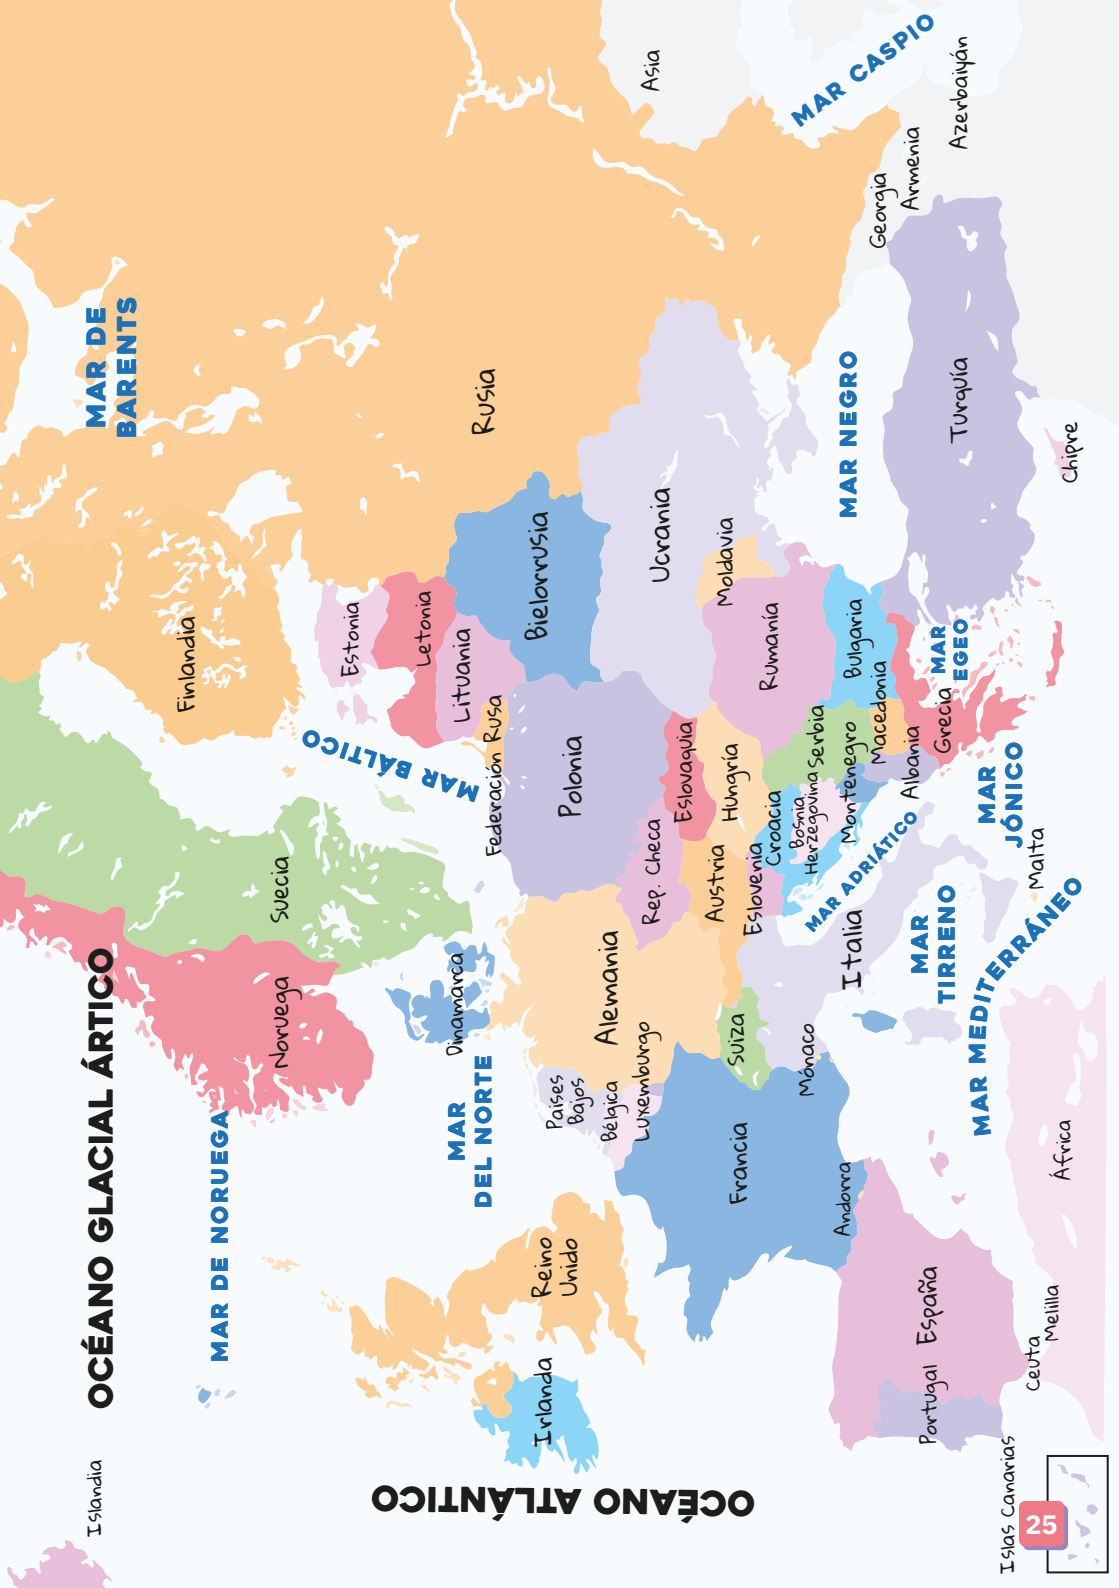 Islandia
OCÉANO GLACIAL ÁRTICO
MAR DE
BARENTS
MAR DE NORUEGA
Noruega
Suecia
Finlandia
Rusia
Estonia
Letonia
Lituania
Federación Rusa
MAR BÁLTICO
Bielorrusia
Dinamarca
MAR
DEL NORTE
OCÉANO ATLÁNTICO
Irlanda
Reino
Unido
Países
Bajos
Bélgica
Luxemburgo
Alemania
Polonia
Rep. Checa
Eslovaquia
Ucrania
Moldavia
Asia
MAR CASPIO
Francia
Suiza
Austria
Hungría
Rumanía
Eslovenia
Croacia
Bosnia
Herzegovina
Serbia
Montenegro
Bulgaria
Macedonia
Albania
Grecia
MAR NEGRO
Georgia
Armenia
Azerbaiyán
Mónaco
Andorra
Italia
MAR ADRIÁTICO
MAR
TIRRENO
MAR
JÓNICO
MAR
EGEO
Turquía
Chipre
Malta
MAR MEDITERRÁNEO
Portugal
España
Ceuta
Melilla
África
Islas Canarias
25